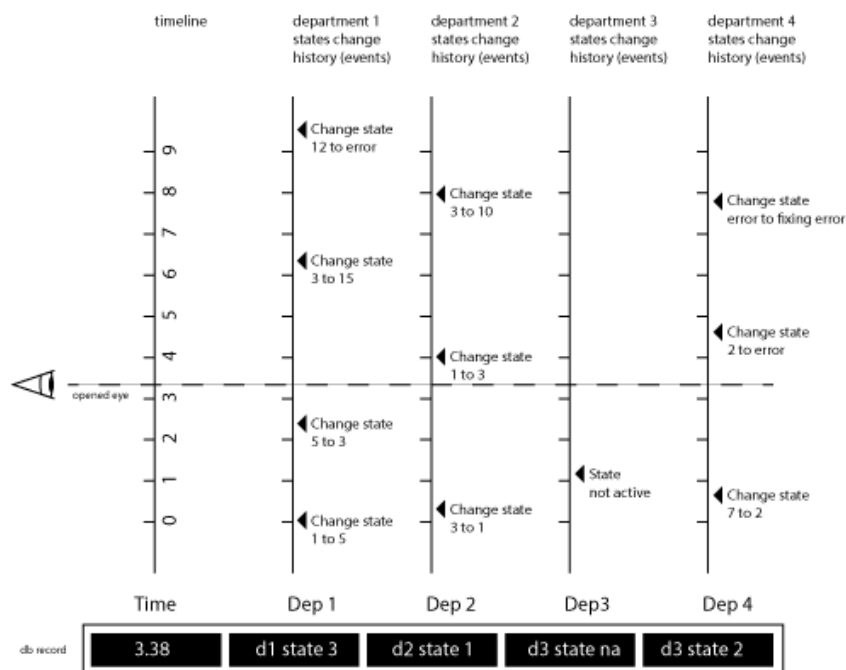 timeline
department 1
states change
history (events)
department 2
states change
history (events)
department 3
states change
history (events)
department 4
states change
history (events)
9
8
7
6
5
4
3
2
1
0
Change state
12 to error
Change state
3 to 15
Change state
5 to 3
Change state
1 to 5
Change state
3 to 10
Change state
1 to 3
Change state
3 to 1
State
not active
Change state
error to fixing error
Change state
2 to error
Change state
7 to 2
opened eye
Time
Dep 1
Dep 2
Dep3
Dep 4
db record
3.38
d1 state 3
d2 state 1
d3 state na
d3 state 2